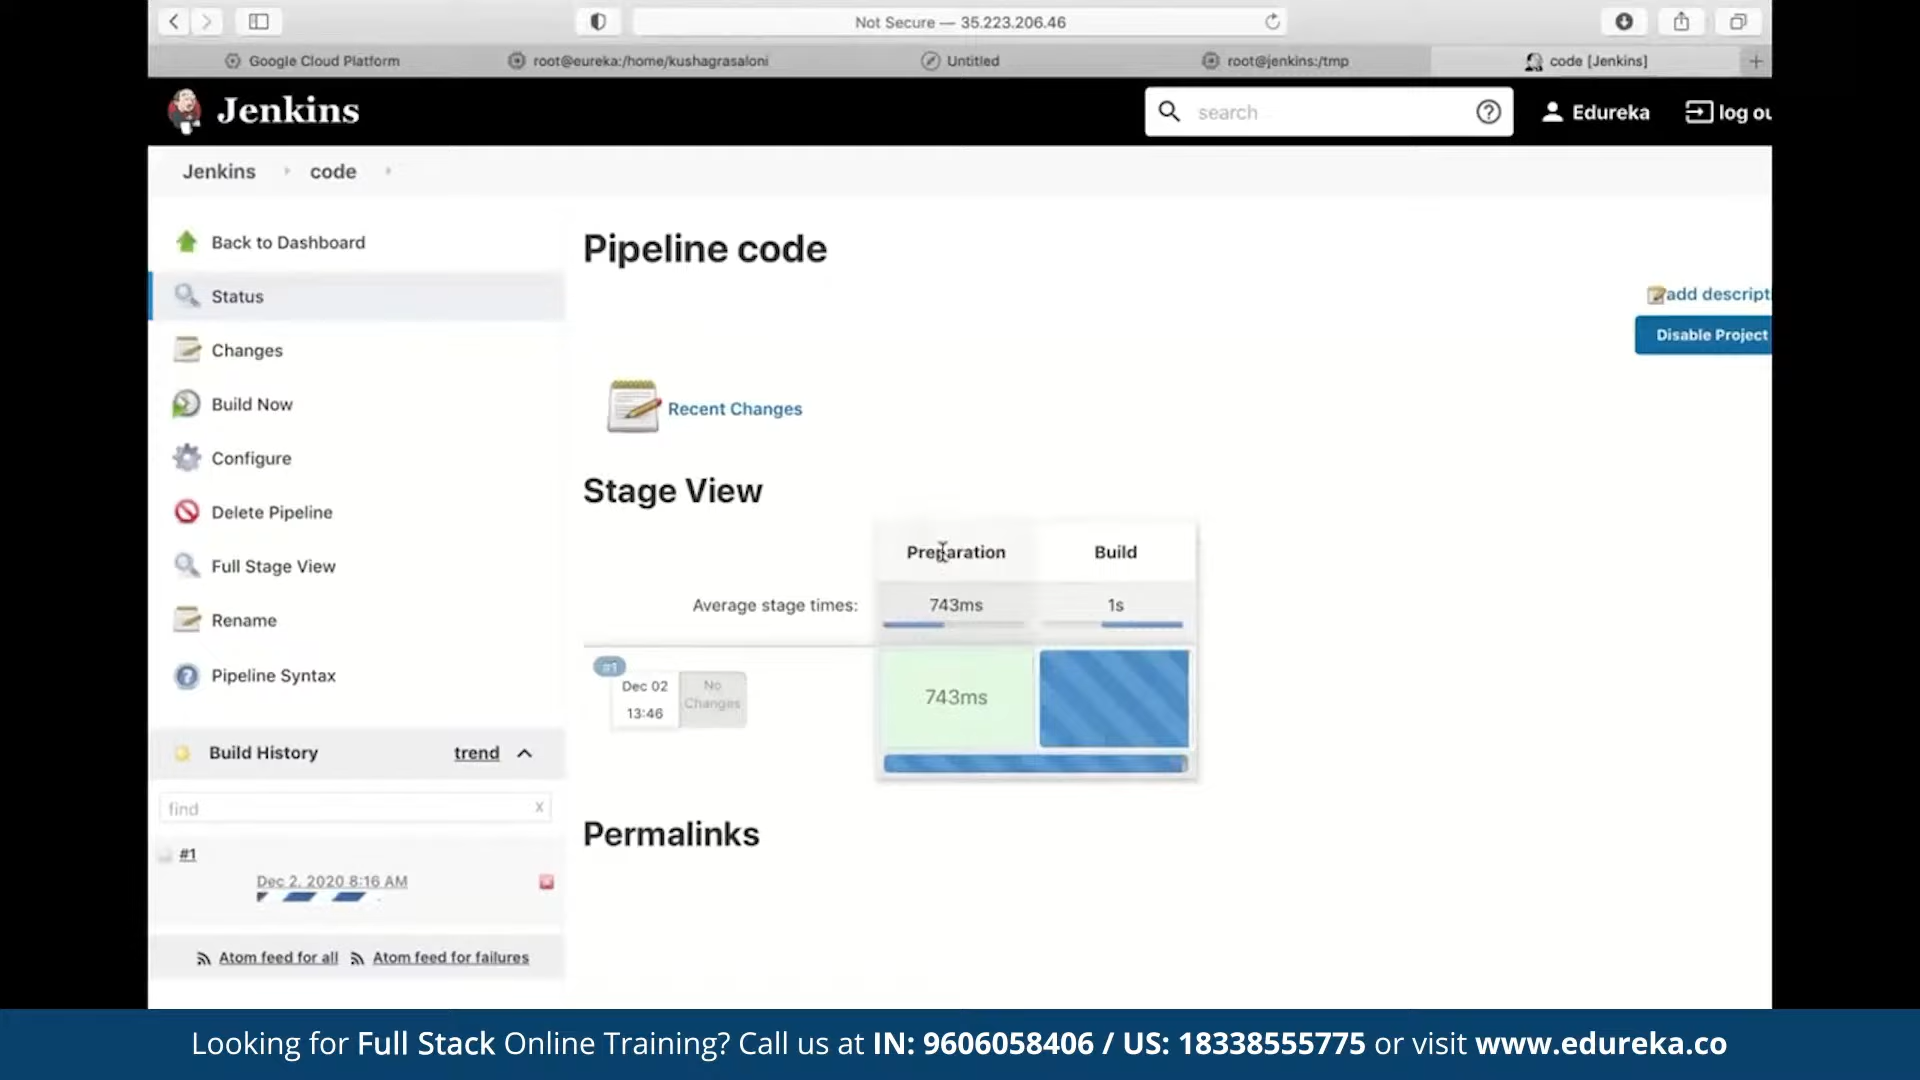 Not Secure — 35.223.206.46
Google Cloud Platform
root@eureka:/home/kushagrasaloni
Untitled
root@jenkins:/tmp
code [Jenkins]
Jenkins
search
Edureka
log ou
Jenkins
code
Back to Dashboard
Status
Changes
Build Now
Configure
Delete Pipeline
Full Stage View
Rename
Pipeline Syntax
Build History
trend
find
x
#1
Dec 2, 2020 8:16 AM
Atom feed for all
Atom feed for failures
Pipeline code
add descript
Disable Project
Recent Changes
Stage View
Preparation
Build
Average stage times:
743ms
1s
#1
Dec 02
13:46
No
Changes
743ms
Permalinks
Looking for Full Stack Online Training? Call us at IN: 9606058406 / US: 18338555775 or visit www.edureka.co